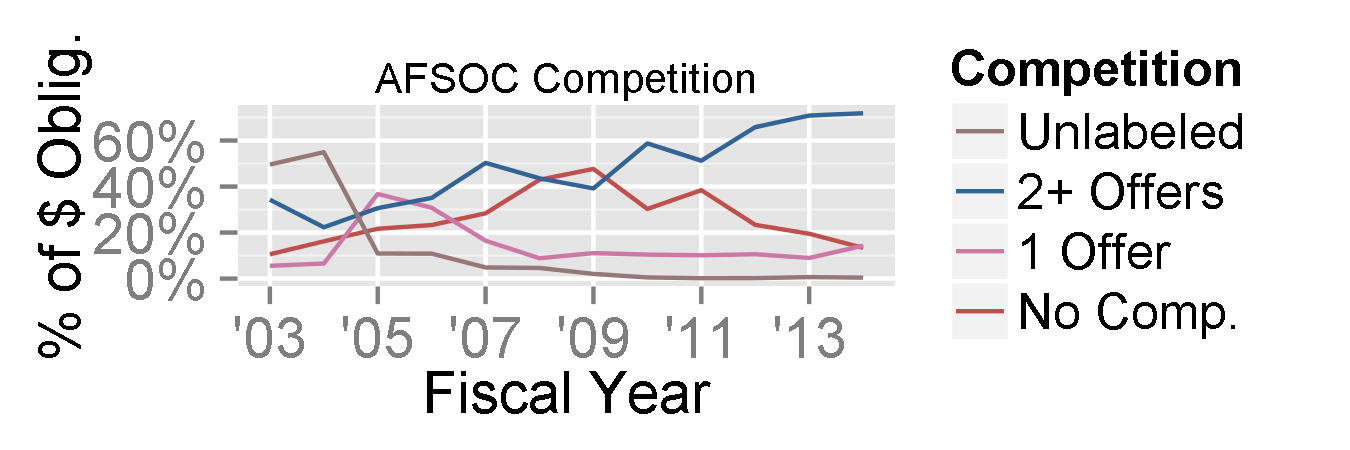 AFSOC Competition
% of $ Oblig.
60%
40%
20%
0%
'03 '05 '07 '09 '11 '13
Fiscal Year
Competition
Unlabeled
2+ Offers
1 Offer
No Comp.